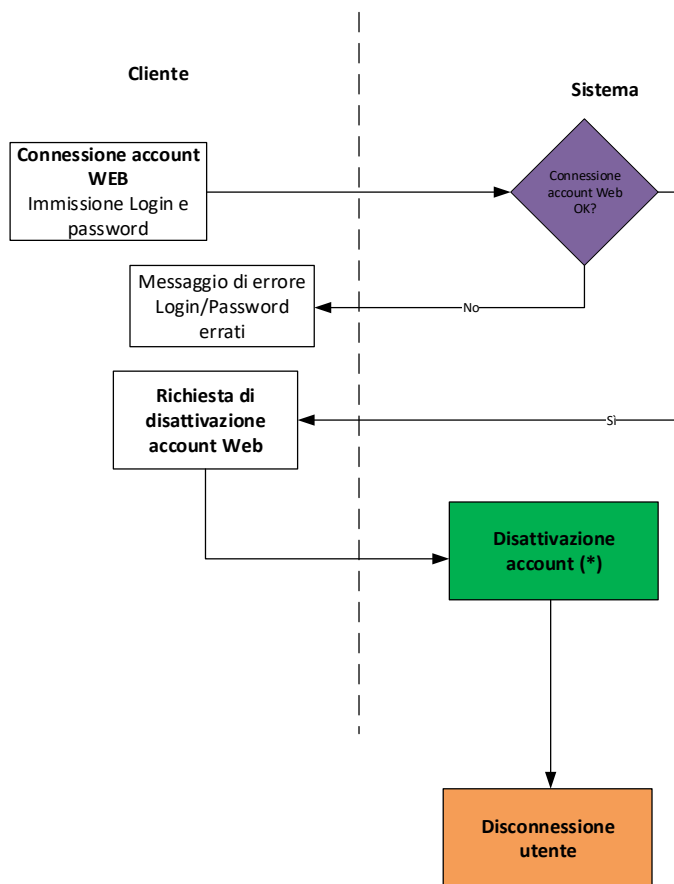 Cliente
Sistema
Connessione account
WEB
Immissione Login e
password
Connessione
account Web
OK?
Messaggio di errore
Login/Password
errati
No
Richiesta di
disattivazione
account Web
Sì
Disattivazione
account (*)
Disconnessione
utente